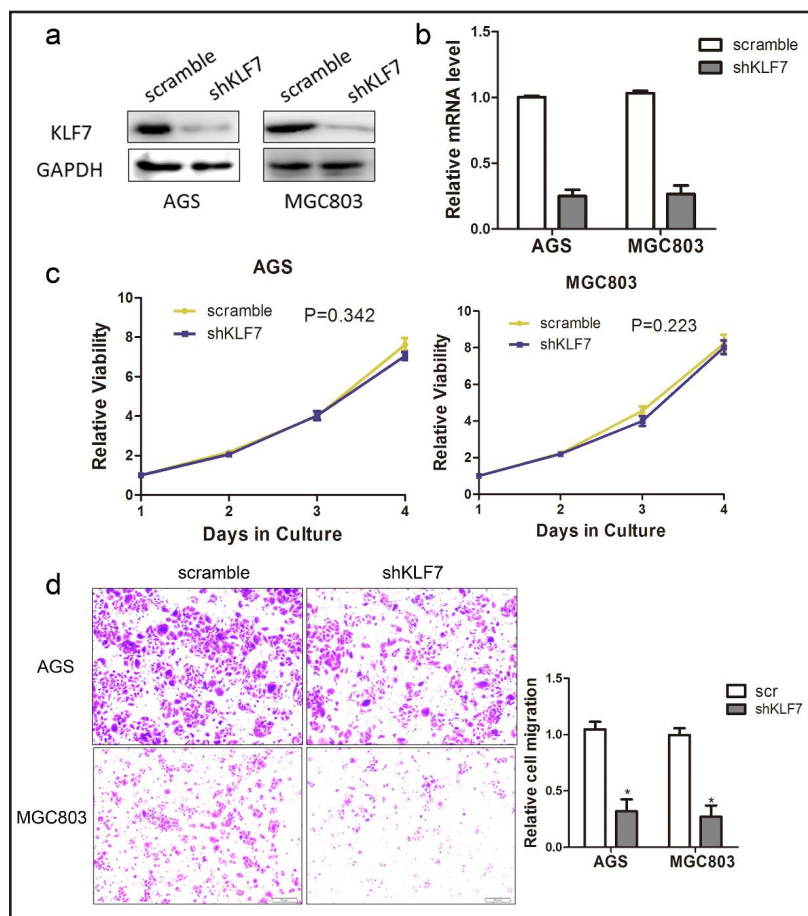 a
scramble
shKLF7
scramble
shKLF7
KLF7
GAPDH
AGS
MGC803
b
Relative mRNA level
1.5
1.0
0.5
0.0
AGS
MGC803
scramble
shKLF7
c
AGS
scramble
shKLF7
P=0.342
Relative Viability
10
8
6
4
2
0
1
2
3
4
Days in Culture
MGC803
scramble
shKLF7
P=0.223
Relative Viability
10
8
6
4
2
0
1
2
3
4
Days in Culture
d
scramble
shKLF7
AGS
MGC803
Relative cell migration
1.5
1.0
0.5
0.0
*
*
AGS
MGC803
scr
shKLF7